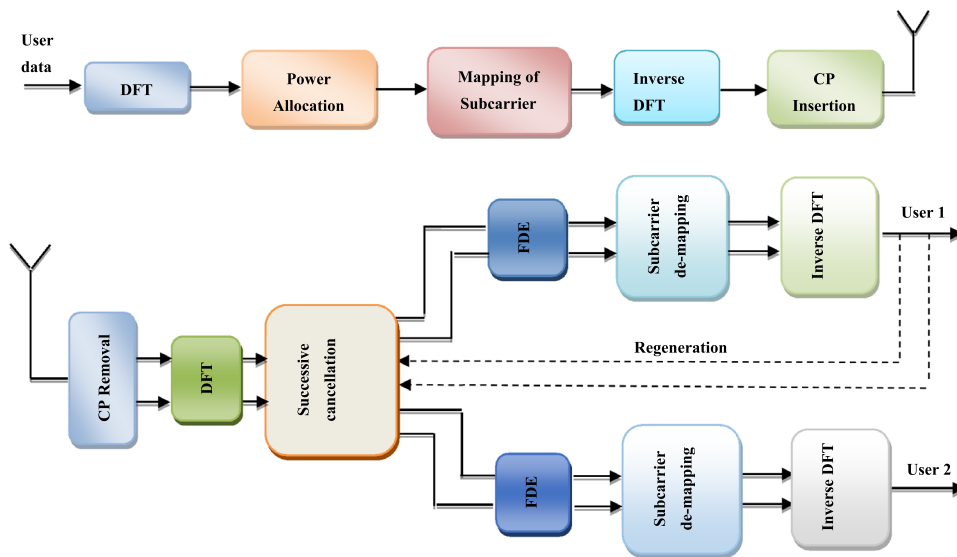 User
data
DFT
Power
Allocation
Mapping of
Subcarrier
Inverse
DFT
CP
Insertion
FDE
Subcarrier
de-mapping
Inverse DFT
User 1
CP Removal
DFT
Successive
cancellation
Regeneration
FDE
Subcarrier
de-mapping
Inverse DFT
User 2